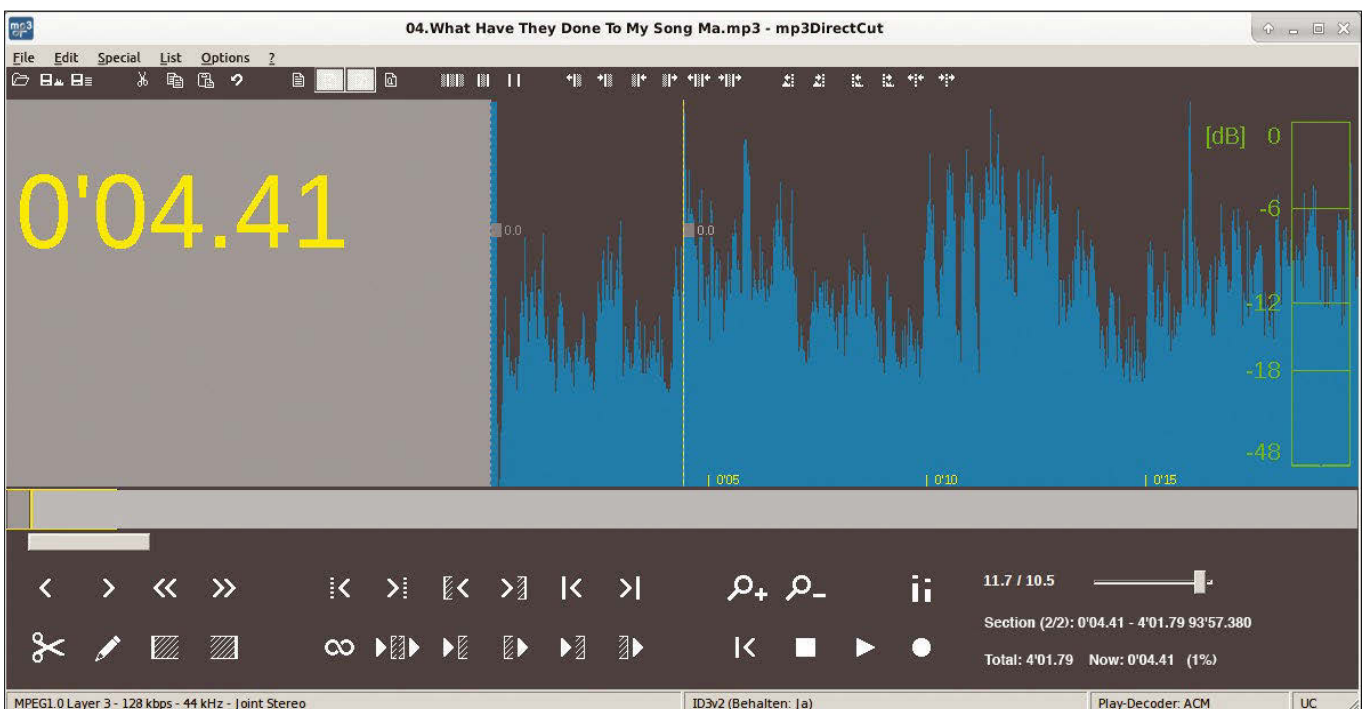 04.What Have They Done To My Song Ma.mp3 - mp3DirectCut
File Edit Special List Options ?
[dB] 0
0'04.41
-6
0.0 0.0
-12
-18
-48
0'05 0'10 0'15
11.7 / 10.5
Section (2/2): 0'04.41 - 4'01.79 93'57.380
Total: 4'01.79 Now: 0'04.41 (1%)
MPEG1.0 Layer 3 - 128 kbps - 44 kHz - Joint Stereo ID3v2 (Behalten: Ja) Play-Decoder: ACM UC